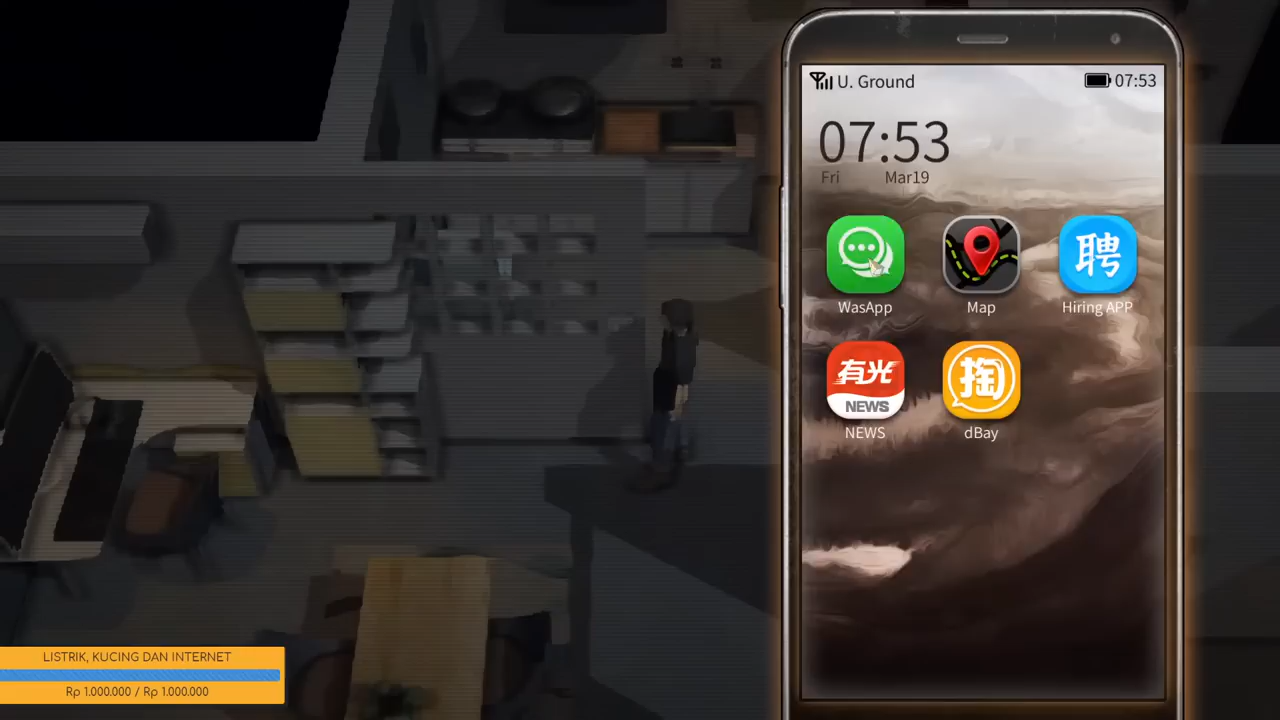 U. Ground
07:53
07:53
Fri Mar19
聘
WasApp
Map
Hiring APP
有光
NEWS
掏
NEWS
dBay
LISTRIK, KUCING DAN INTERNET
Rp 1.000.000 / Rp 1.000.000